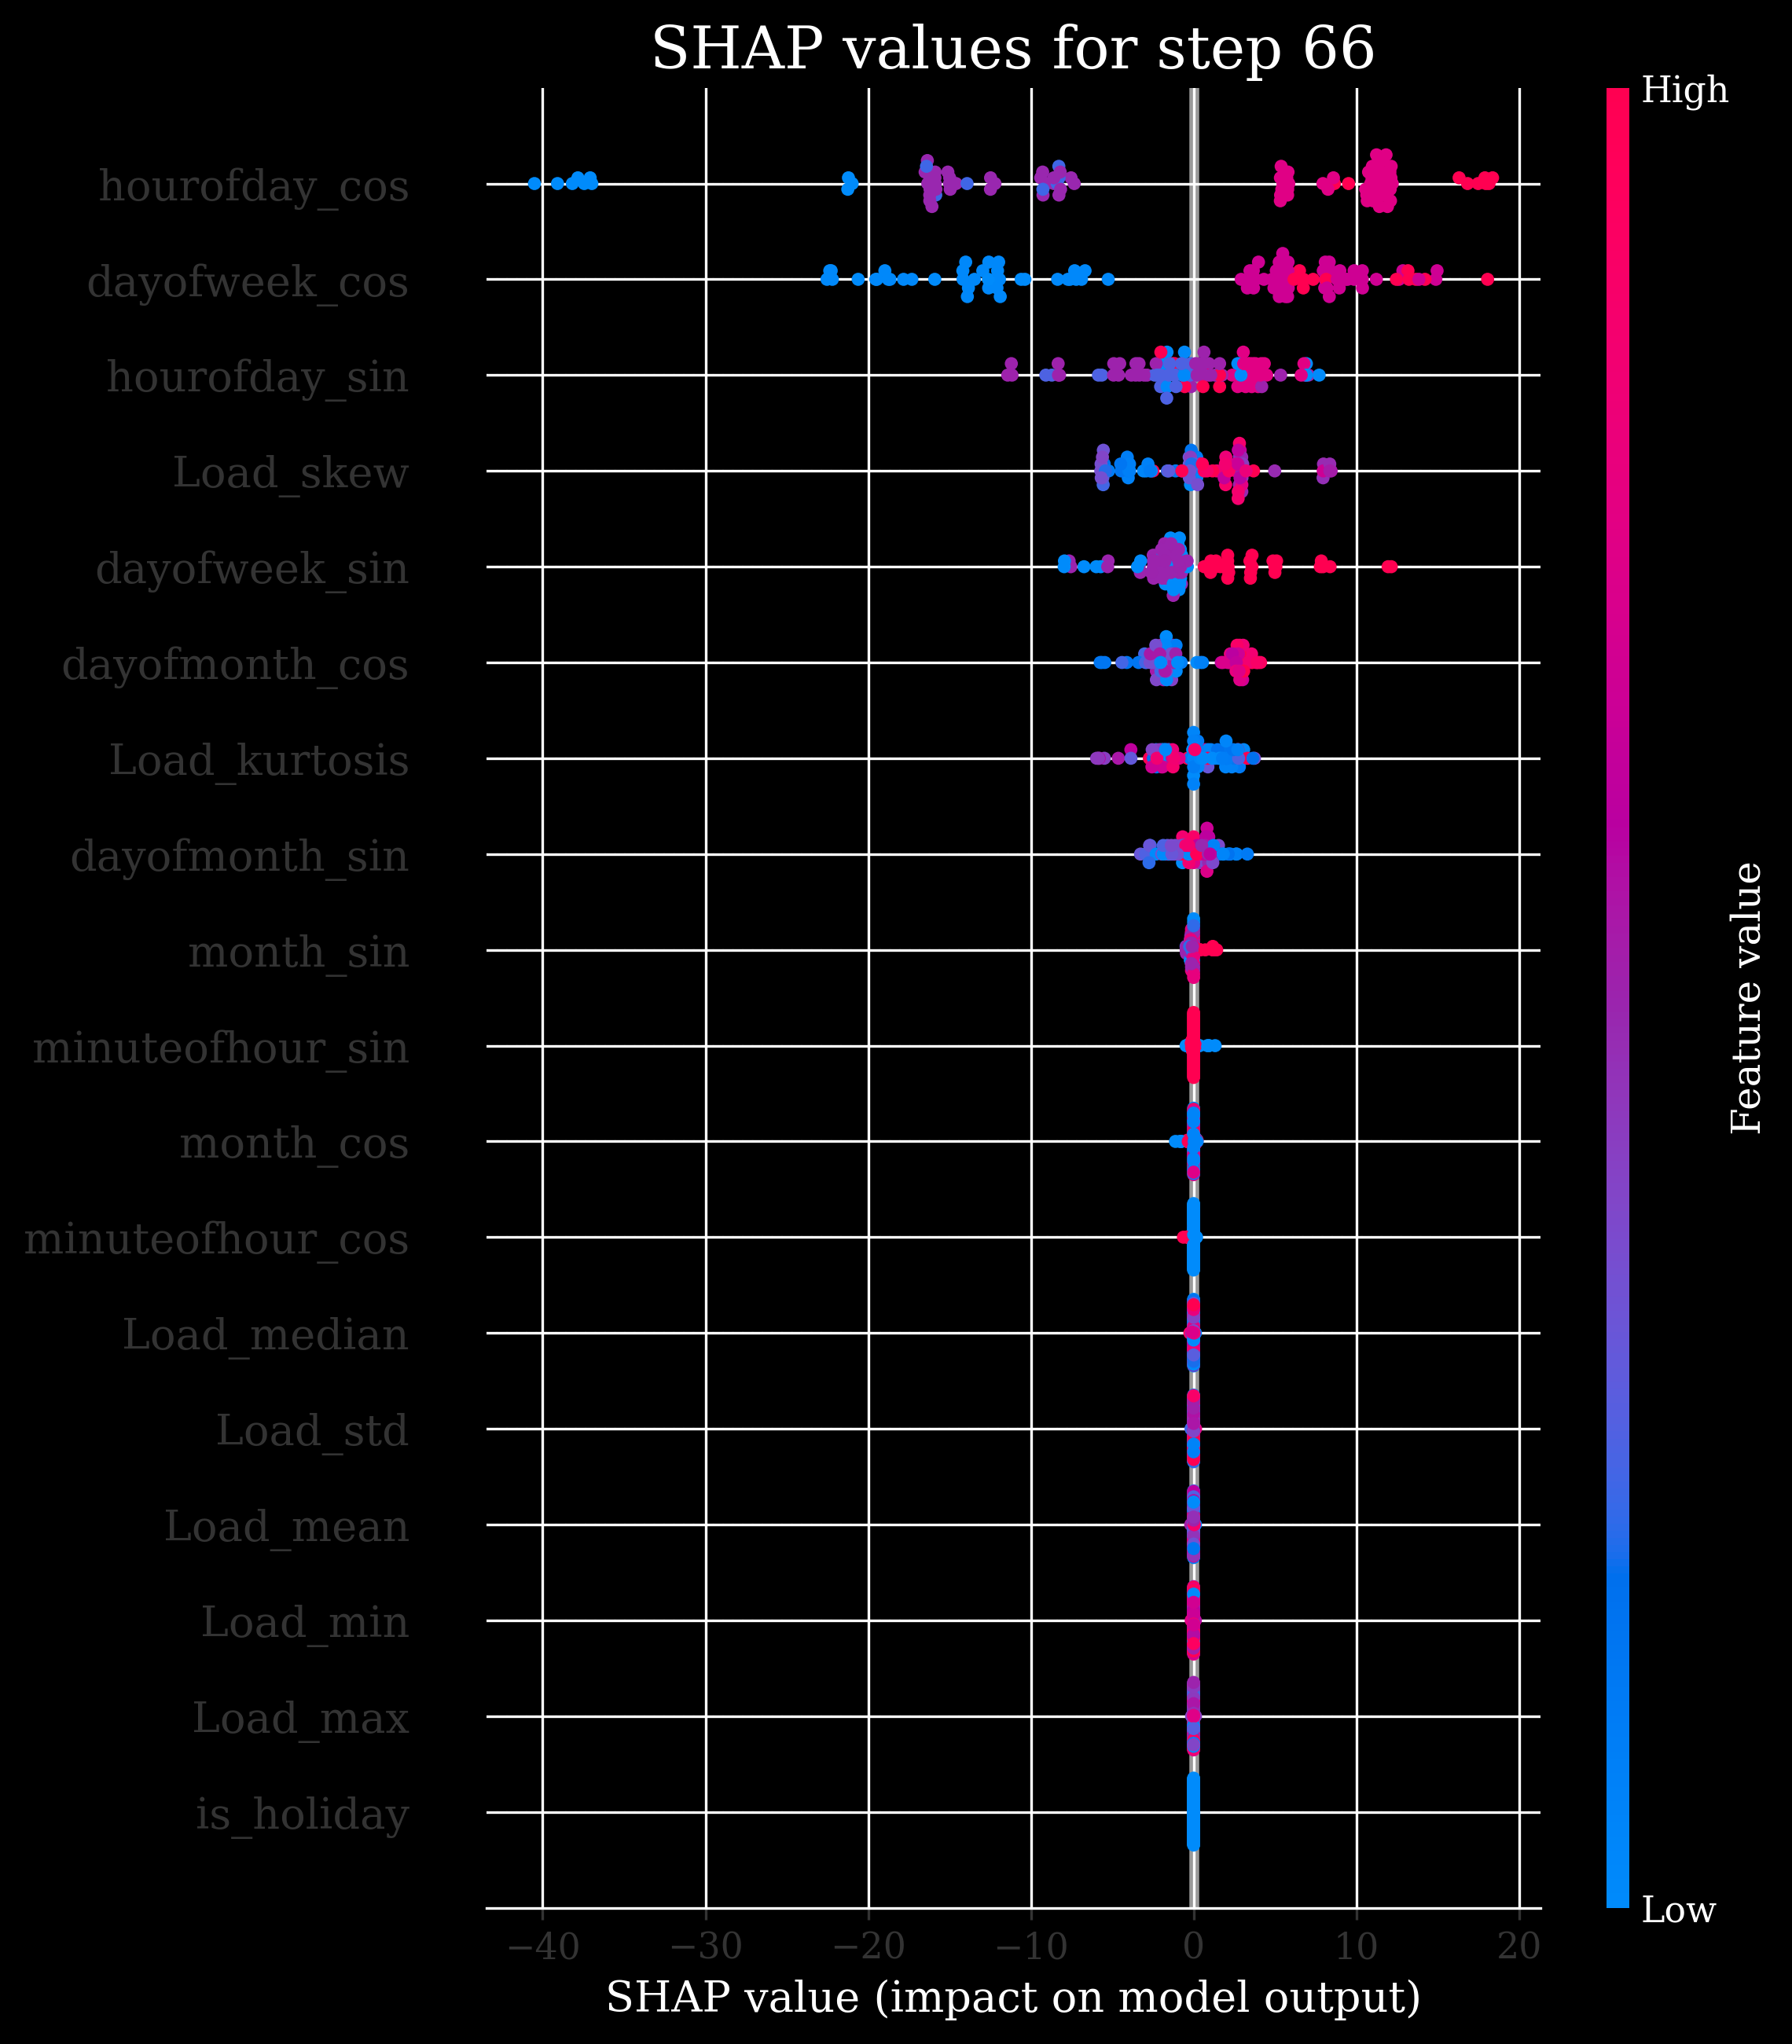 SHAP values for step 66
High
hourofday_cos
dayofweek_cos
hourofday_sin
Load_skew
dayofweek_sin
dayofmonth_cos
Load_kurtosis
dayofmonth_sin
month_sin
minuteofhour_sin
month_cos
minuteofhour_cos
Load_median
Load_std
Load_mean
Load_min
Load_max
is_holiday
Feature value
Low
−40 −30 −20 −10 0 10 20
SHAP value (impact on model output)